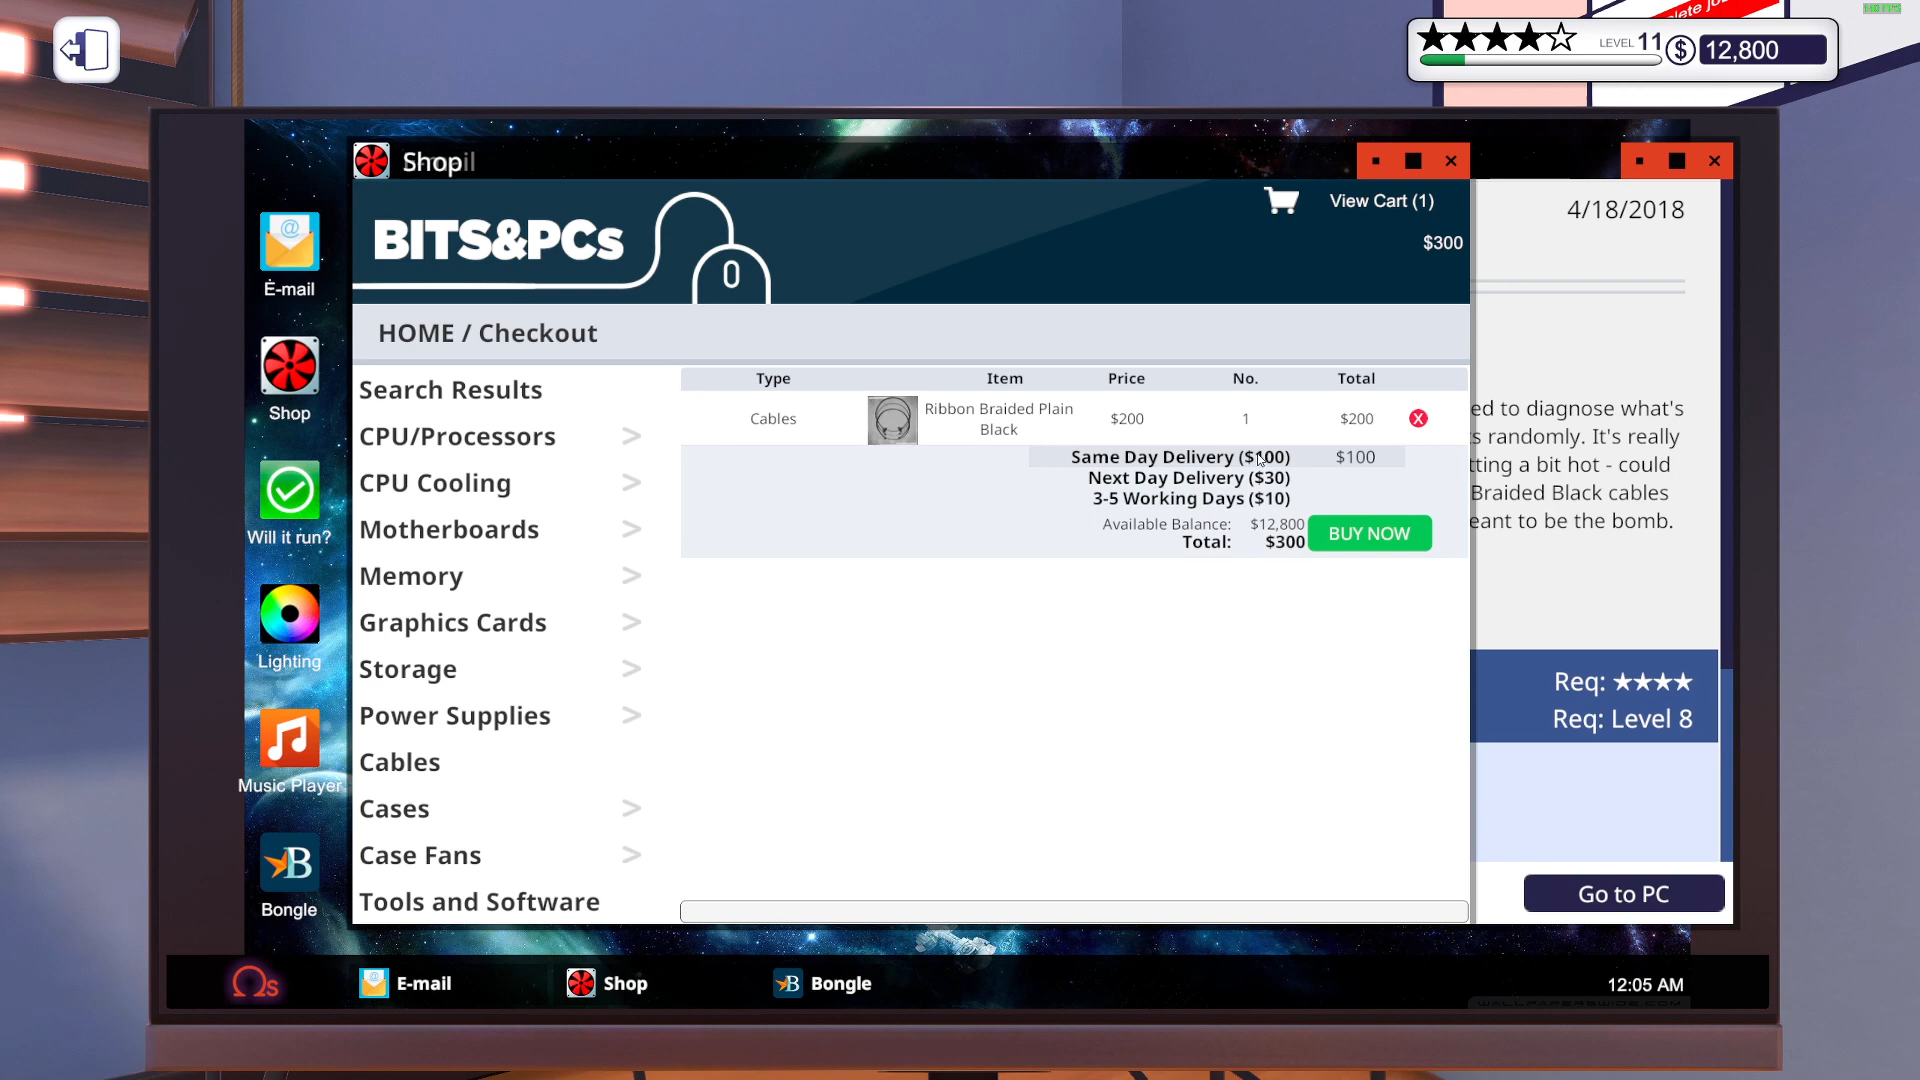 LEVEL 11
$ 12,800
Shop
BITS&PCs
View Cart (1)
$300
HOME / Checkout
4/18/2018
Search Results
CPU/Processors >
CPU Cooling >
Motherboards >
Memory >
Graphics Cards >
Storage >
Power Supplies >
Cables
Cases >
Case Fans >
Tools and Software
Type Item Price No. Total
Cables Ribbon Braided Plain $200 1 $200 X
Black
Same Day Delivery ($100) $100
Next Day Delivery ($30)
3-5 Working Days ($10)
Available Balance: $12,800
Total: $300
BUY NOW
ed to diagnose what's
s randomly. It's really
tting a bit hot - could
Braided Black cables
eant to be the bomb.
Req: ★★★★
Req: Level 8
Go to PC
E-mail
Shop
Will it run?
Lighting
Music Player
B
Bongle
Ωs
E-mail
Shop
B Bongle
12:05 AM
WALLPAPERSWIDE.COM